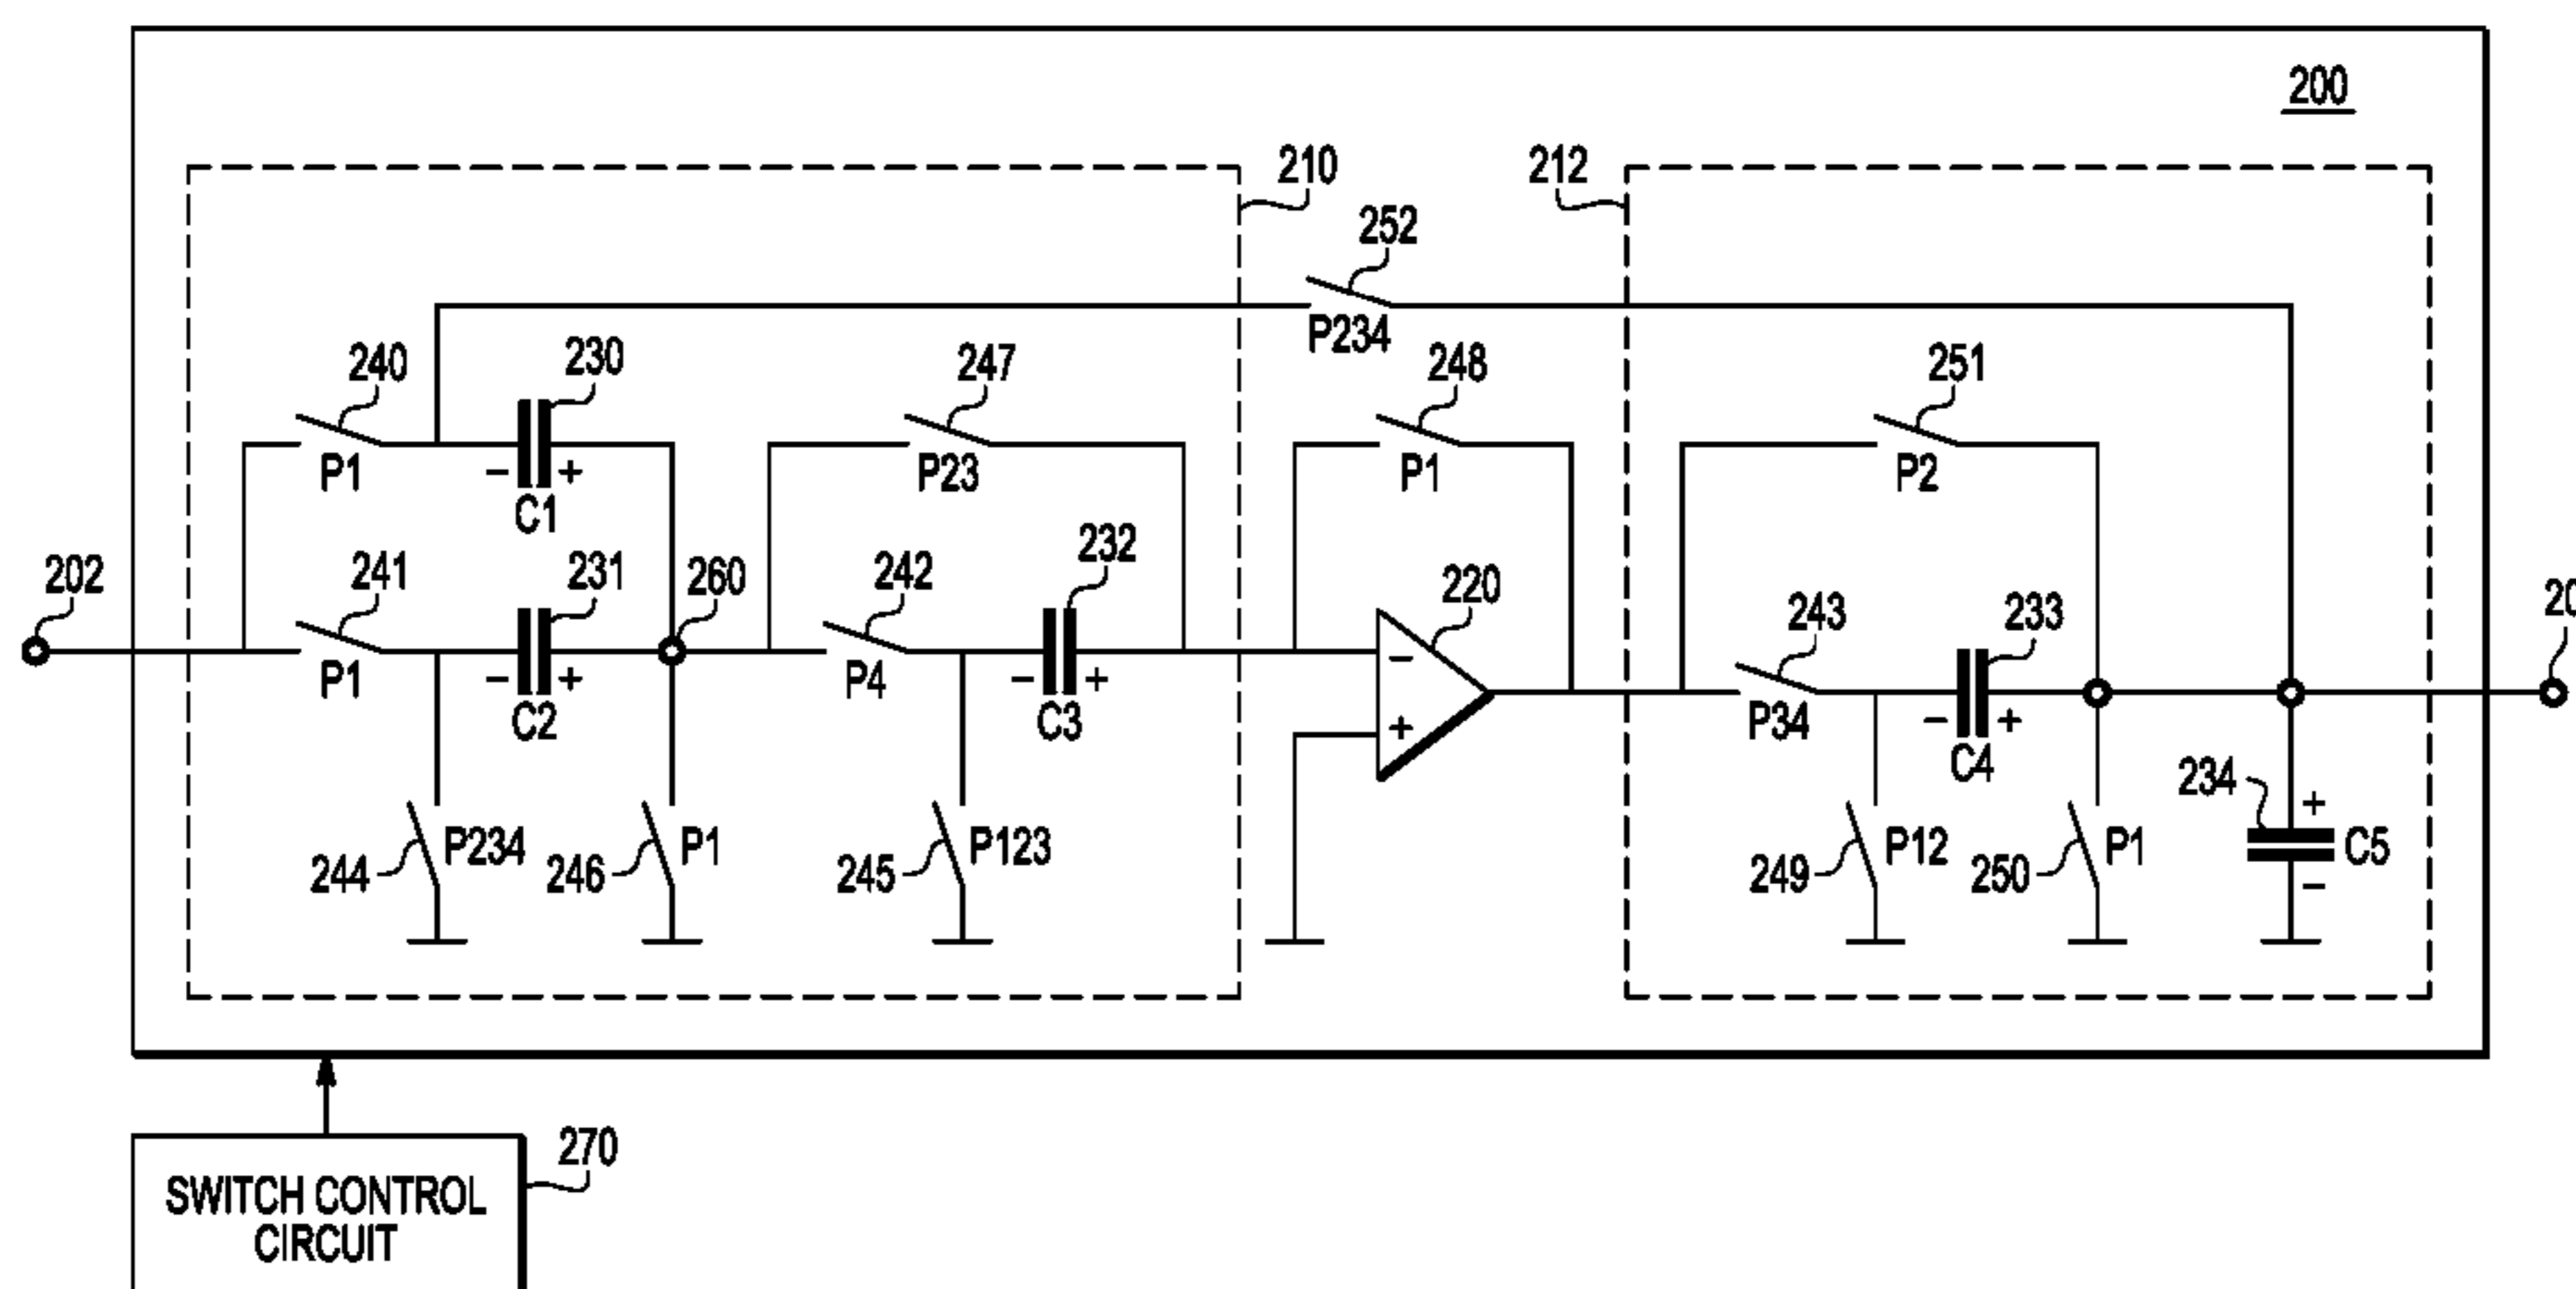 200
210
212
252
P234
240
230
247
248
251
P1
- +
C1
P23
P1
P2
202
241
231
260
242
232
220
243
233
20
P1
- +
C2
P4
- +
C3
-
+
P34
- +
C4
234
+
-
C5
244
P234
246
P1
245
P123
249
P12
250
P1
270
SWITCH CONTROL
CIRCUIT